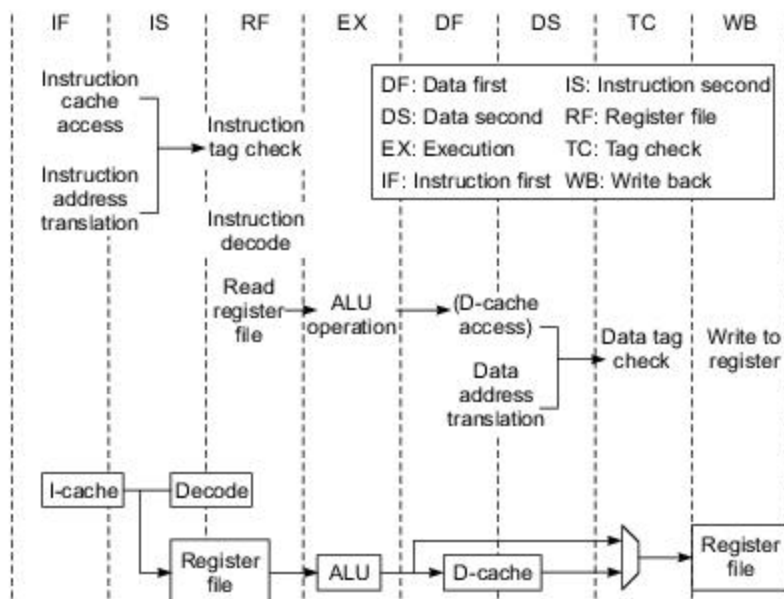 IF IS RF EX DF DS TC WB
DF: Data first IS: Instruction second
DS: Data second RF: Register file
EX: Execution TC: Tag check
IF: Instruction first WB: Write back
Instruction
cache
access
Instruction
tag check
Instruction
address
translation
Instruction
decode
Read
register
file
ALU
operation
(D-cache
access)
Data
address
translation
Data tag
check
Write to
register
I-cache
Decode
Register
file
ALU
D-cache
Register
file